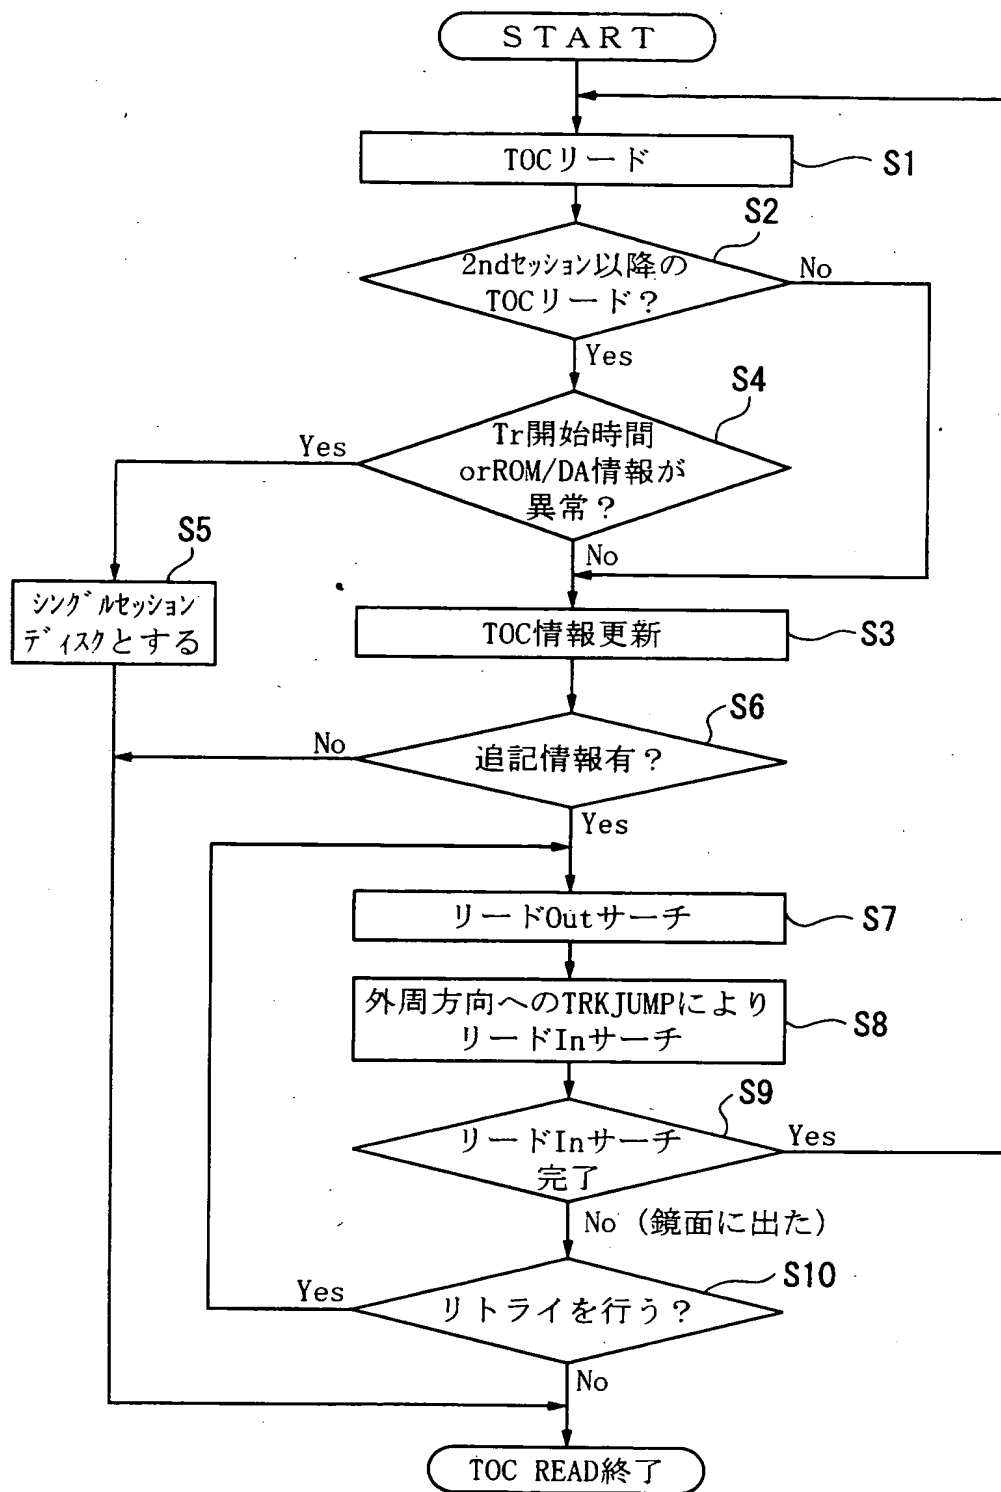 START
TOCリード
S1
S2
2ndセッション以降の
TOCリード？
No
Yes
S4
Tr開始時間
orROM/DA情報が
異常？
Yes
No
S5
シングルセッション
ディスクとする
TOC情報更新
S3
S6
追記情報有？
No
Yes
リードOutサーチ
S7
外周方向へのTRKJUMPにより
リードInサーチ
S8
S9
リードInサーチ
完了
Yes
No（鏡面に出た）
S10
リトライを行う？
Yes
No
TOC READ終了